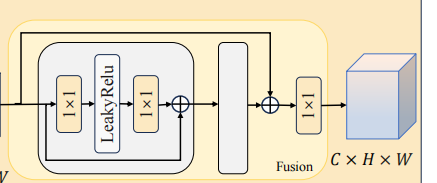 1×1
LeakyRelu
1×1
1×1
Fusion
C × H × W